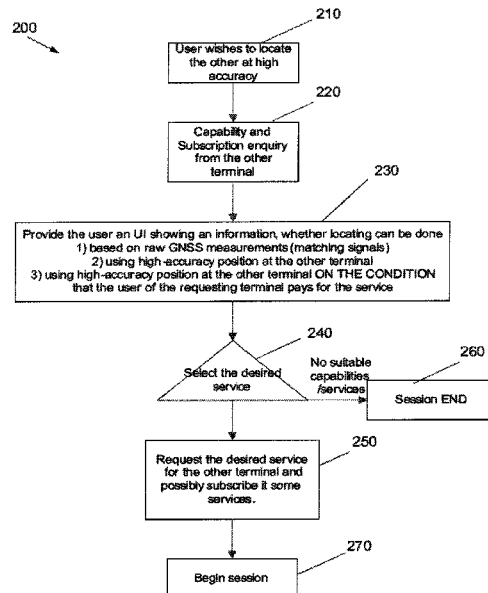 200
210
User wishes to locate
the other at high
accuracy
220
Capability and
Subscription enquiry
from the other
terminal
230
Provide the user an UI showing an information, whether locating can be done
1) based on raw GNSS measurements (matching signals)
2) using high-accuracy position at the other terminal
3) using high-accuracy position at the other terminal ON THE CONDITION
that the user of the requesting terminal pays for the service
240
Select the desired
service
No suitable
capabilities
/services
260
Session END
250
Request the desired service
for the other terminal and
possibly subscribe it some
services.
270
Begin session